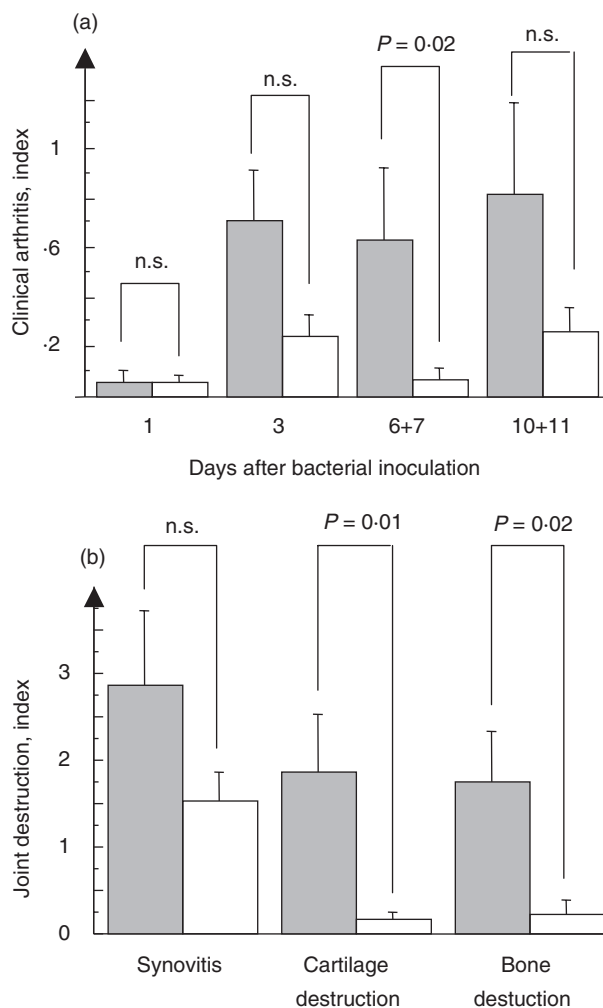 (a)
P = 0·02
n.s.
n.s.
n.s.
1
·6
·2
Clinical arthritis, index
1
3
6+7
10+11
Days after bacterial inoculation
(b)
n.s.
P = 0·01
P = 0·02
3
2
1
0
Joint destruction, index
Synovitis
Cartilage
destruction
Bone
destuction